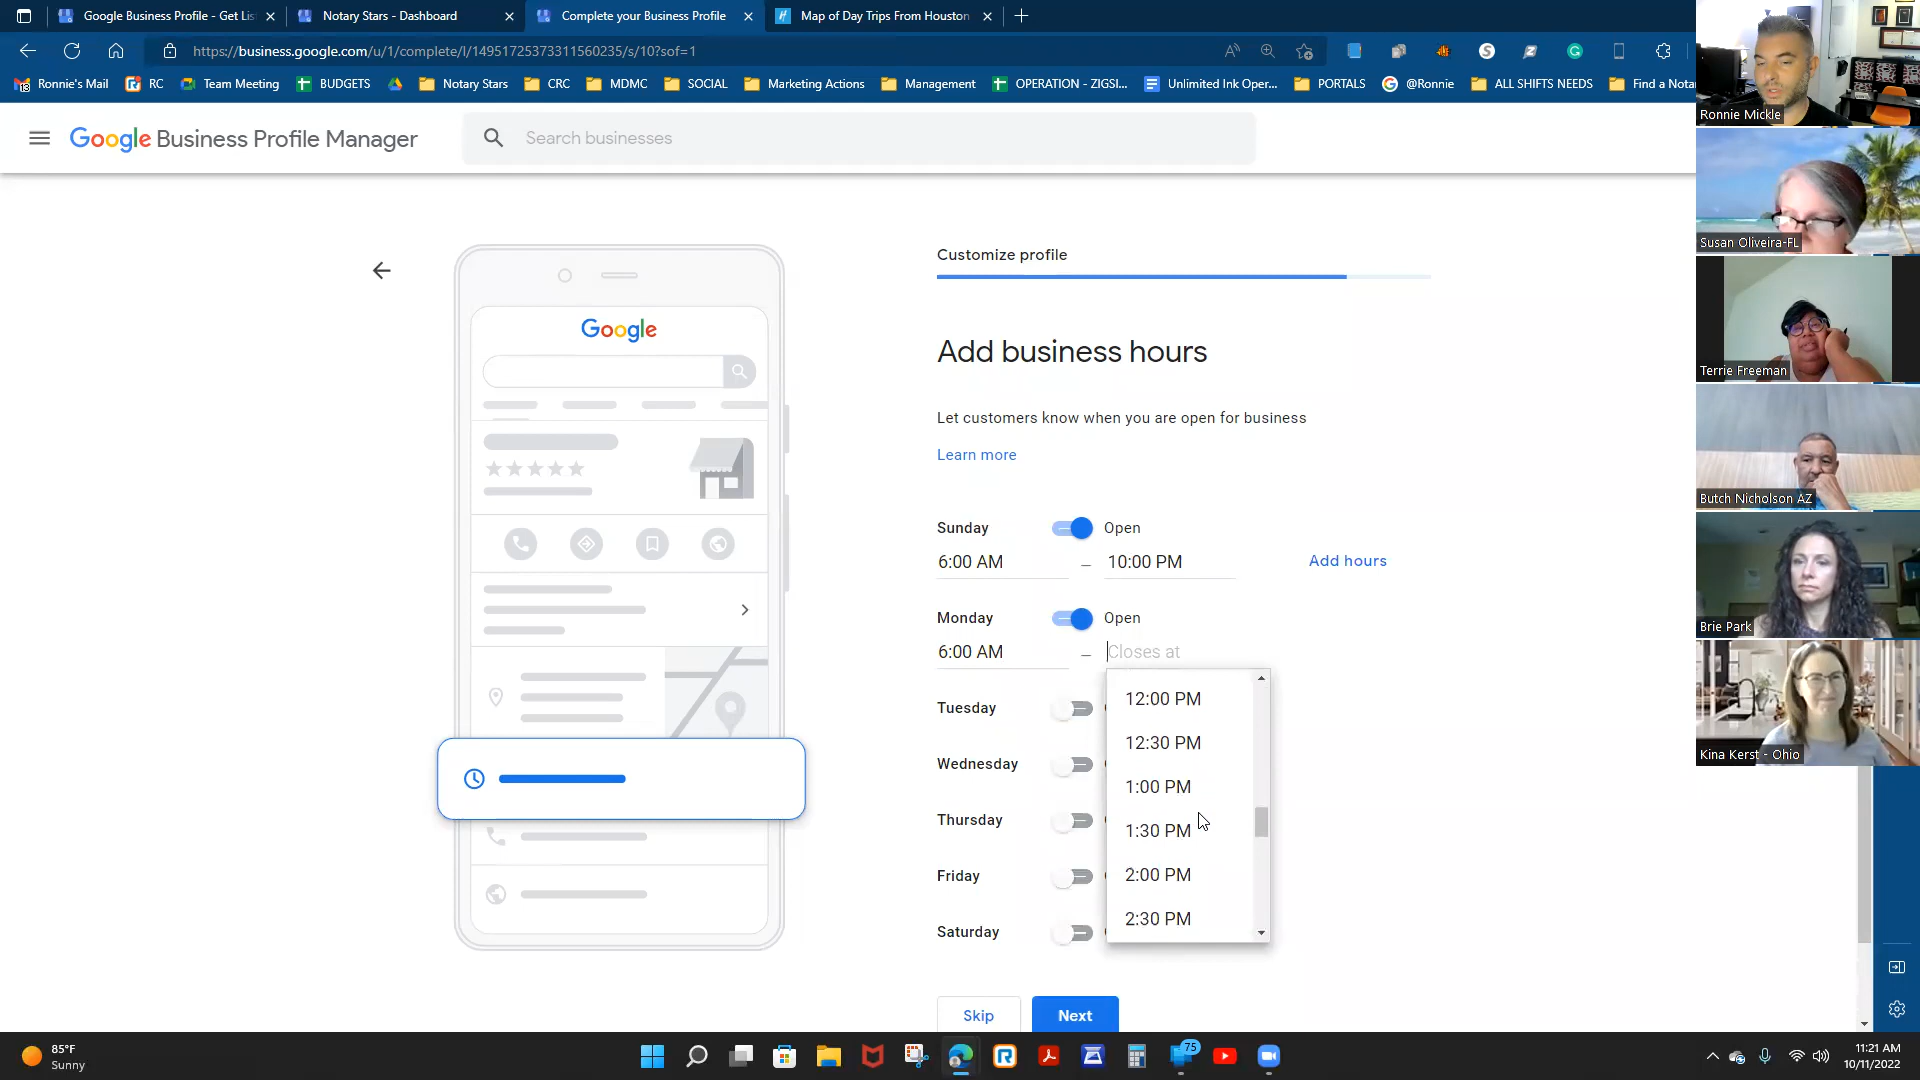 Google Business Profile - Get Lis
Notary Stars - Dashboard
Complete your Business Profile
Map of Day Trips From Houston
https://business.google.com/u/1/complete/l/14951725373311560235/s/10?sof=1
Ronnie's Mail
RC
Team Meeting
BUDGETS
Notary Stars
CRC
MDMC
SOCIAL
Marketing Actions
Management
OPERATION - ZIGSI...
Unlimited Ink Oper...
PORTALS
@Ronnie
ALL SHIFTS NEEDS
Find a Nota
Google Business Profile Manager
Search businesses
Google
Customize profile
Add business hours
Let customers know when you are open for business
Learn more
Sunday
Open
6:00 AM – 10:00 PM
Add hours
Monday
Open
6:00 AM –
Closes at
12:00 PM
12:30 PM
1:00 PM
1:30 PM
2:00 PM
2:30 PM
Tuesday
Wednesday
Thursday
Friday
Saturday
Skip
Next
Ronnie Mickle
Susan Oliveira-FL
Terrie Freeman
Butch Nicholson AZ
Brie Park
Kina Kerst - Ohio
85°F
Sunny
75
11:21 AM
10/11/2022